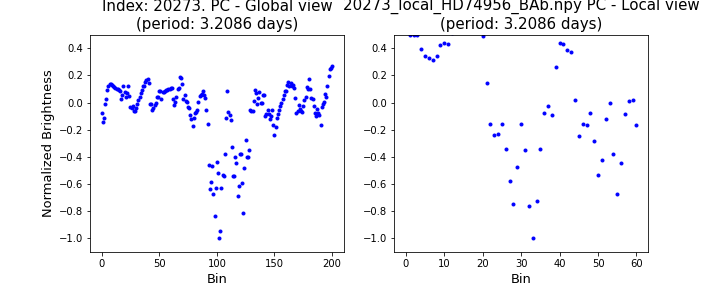 Index: 20273. PC - Global view
(period: 3.2086 days)
20273_local_HD74956_BAb.npy PC - Local view
(period: 3.2086 days)
Normalized Brightness
0.4
0.2
0.0
−0.2
−0.4
−0.6
−0.8
−1.0
0 50 100 150 200
Bin
0.4
0.2
0.0
−0.2
−0.4
−0.6
−0.8
−1.0
0 10 20 30 40 50 60
Bin